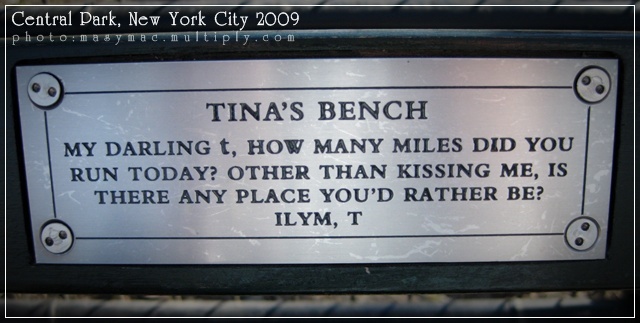 Central Park, New York City 2009
photo:masymac.multiply.com
TINA'S BENCH
MY DARLING t, HOW MANY MILES DID YOU
RUN TODAY? OTHER THAN KISSING ME, IS
THERE ANY PLACE YOU'D RATHER BE?
ILYM, T